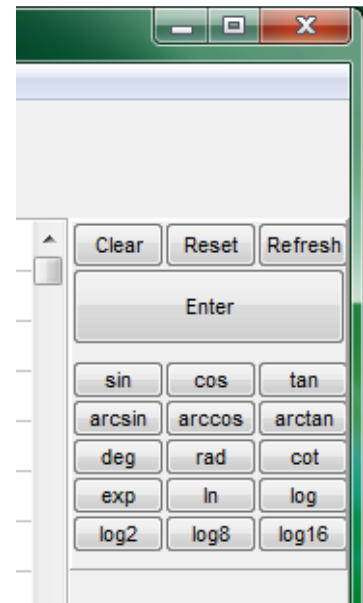 Clear Reset Refresh
Enter
sin cos tan
arcsin arccos arctan
deg rad cot
exp ln log
log2 log8 log16